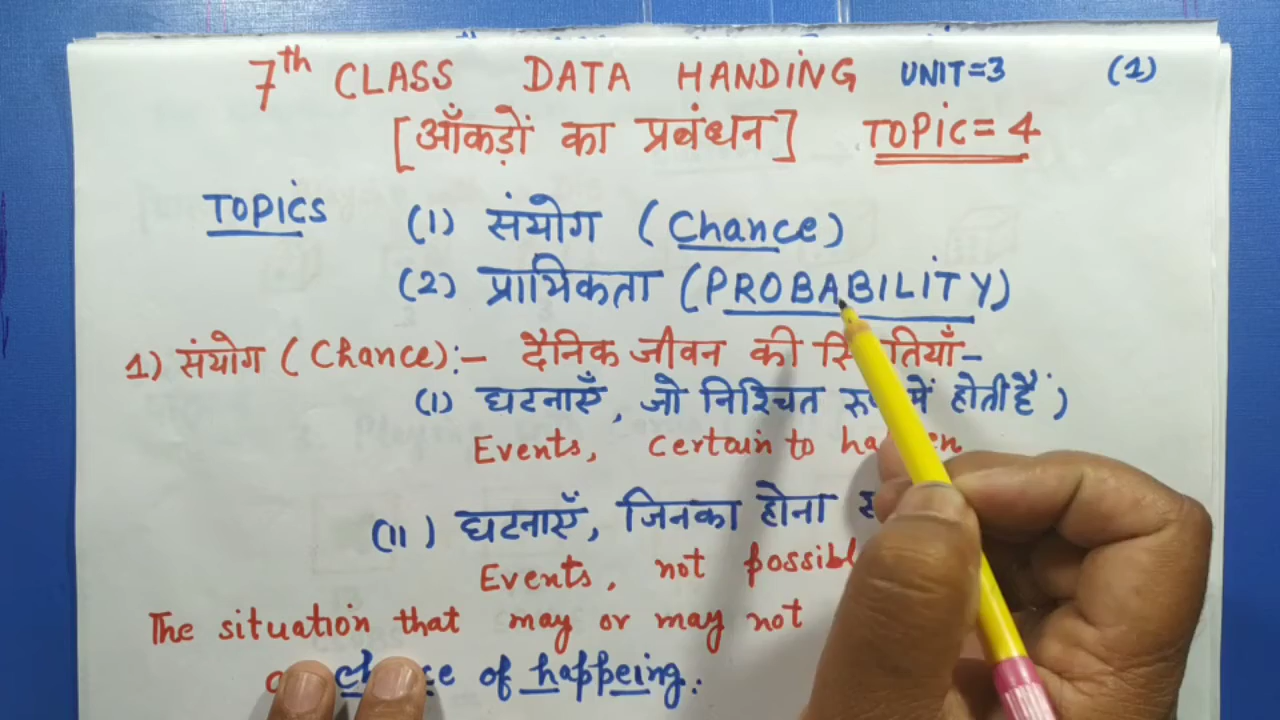 7th CLASS DATA HANDING UNIT=3 (1)
[आँकड़ों का प्रवंधन] TOPIC=4
TOPICS (1) संयोग (Chance)
(2) प्रायिकता (PROBABILITY)
1) संयोग (Chance):- दैनिक जीवन की
(I) घटनाएँ, जो निश्चित में होती हैं;
Events, certain to
(II) घटनाएँ, जिनका होना
Events, not
The situation that may or may not
of happeing.